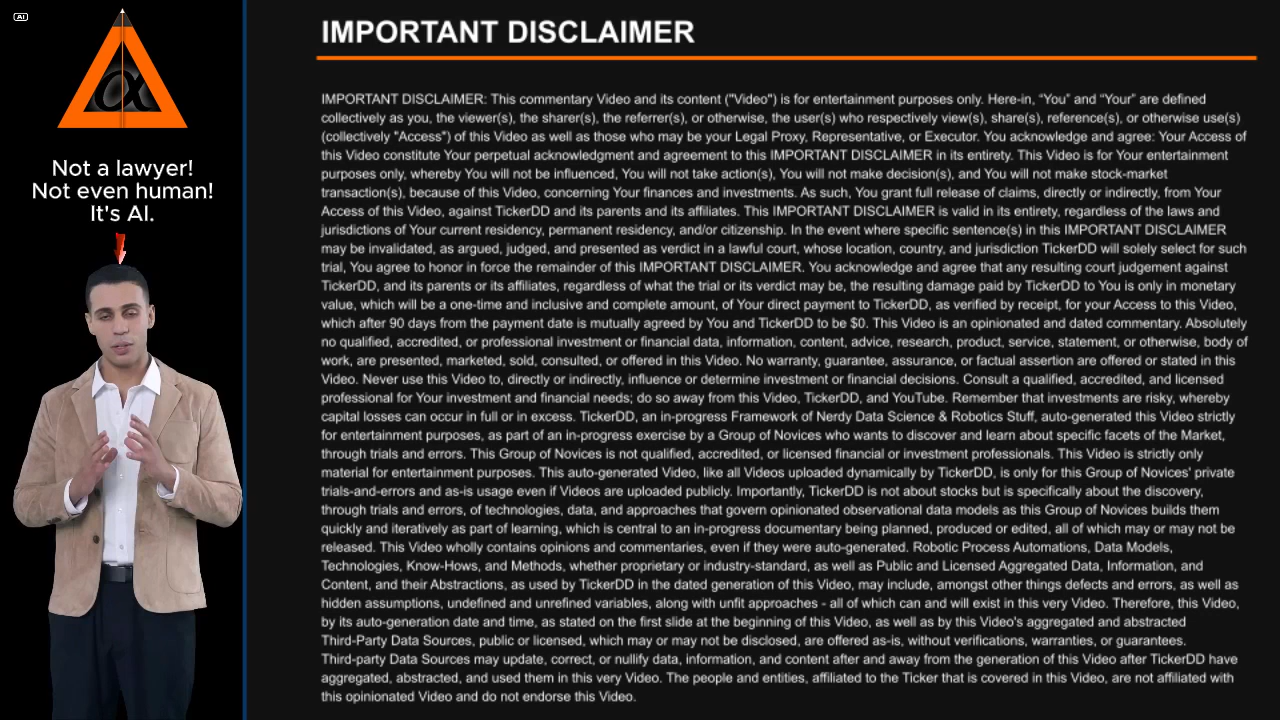 AI
α
Not a lawyer!
Not even human!
It's AI.
IMPORTANT DISCLAIMER
IMPORTANT DISCLAIMER: This commentary Video and its content ("Video") is for entertainment purposes only. Here-in, “You” and “Your” are defined
collectively as you, the viewer(s), the sharer(s), the referrer(s), or otherwise, the user(s) who respectively view(s), share(s), reference(s), or otherwise use(s)
(collectively "Access") of this Video as well as those who may be your Legal Proxy, Representative, or Executor. You acknowledge and agree: Your Access of
this Video constitute Your perpetual acknowledgment and agreement to this IMPORTANT DISCLAIMER in its entirety. This Video is for Your entertainment
purposes only, whereby You will not be influenced, You will not take action(s), You will not make decision(s), and You will not make stock-market
transaction(s), because of this Video, concerning Your finances and investments. As such, You grant full release of claims, directly or indirectly, from Your
Access of this Video, against TickerDD and its parents and its affiliates. This IMPORTANT DISCLAIMER is valid in its entirety, regardless of the laws and
jurisdictions of Your current residency, permanent residency, and/or citizenship. In the event where specific sentence(s) in this IMPORTANT DISCLAIMER
may be invalidated, as argued, judged, and presented as verdict in a lawful court, whose location, country, and jurisdiction TickerDD will solely select for such
trial, You agree to honor in force the remainder of this IMPORTANT DISCLAIMER. You acknowledge and agree that any resulting court judgement against
TickerDD, and its parents or its affiliates, regardless of what the trial or its verdict may be, the resulting damage paid by TickerDD to You is only in monetary
value, which will be a one-time and inclusive and complete amount, of Your direct payment to TickerDD, as verified by receipt, for your Access to this Video,
which after 90 days from the payment date is mutually agreed by You and TickerDD to be $0. This Video is an opinionated and dated commentary. Absolutely
no qualified, accredited, or professional investment or financial data, information, content, advice, research, product, service, statement, or otherwise, body of
work, are presented, marketed, sold, consulted, or offered in this Video. No warranty, guarantee, assurance, or factual assertion are offered or stated in this
Video. Never use this Video to, directly or indirectly, influence or determine investment or financial decisions. Consult a qualified, accredited, and licensed
professional for Your investment and financial needs; do so away from this Video, TickerDD, and YouTube. Remember that investments are risky, whereby
capital losses can occur in full or in excess. TickerDD, an in-progress Framework of Nerdy Data Science & Robotics Stuff, auto-generated this Video strictly
for entertainment purposes, as part of an in-progress exercise by a Group of Novices who wants to discover and learn about specific facets of the Market,
through trials and errors. This Group of Novices is not qualified, accredited, or licensed financial or investment professionals. This Video is strictly only
material for entertainment purposes. This auto-generated Video, like all Videos uploaded dynamically by TickerDD, is only for this Group of Novices' private
trials-and-errors and as-is usage even if Videos are uploaded publicly. Importantly, TickerDD is not about stocks but is specifically about the discovery,
through trials and errors, of technologies, data, and approaches that govern opinionated observational data models as this Group of Novices builds them
quickly and iteratively as part of learning, which is central to an in-progress documentary being planned, produced or edited, all of which may or may not be
released. This Video wholly contains opinions and commentaries, even if they were auto-generated. Robotic Process Automations, Data Models,
Technologies, Know-Hows, and Methods, whether proprietary or industry-standard, as well as Public and Licensed Aggregated Data, Information, and
Content, and their Abstractions, as used by TickerDD in the dated generation of this Video, may include, amongst other things defects and errors, as well as
hidden assumptions, undefined and unrefined variables, along with unfit approaches - all of which can and will exist in this very Video. Therefore, this Video,
by its auto-generation date and time, as stated on the first slide at the beginning of this Video, as well as by this Video's aggregated and abstracted
Third-Party Data Sources, public or licensed, which may or may not be disclosed, are offered as-is, without verifications, warranties, or guarantees.
Third-party Data Sources may update, correct, or nullify data, information, and content after and away from the generation of this Video after TickerDD have
aggregated, abstracted, and used them in this very Video. The people and entities, affiliated to the Ticker that is covered in this Video, are not affiliated with
this opinionated Video and do not endorse this Video.